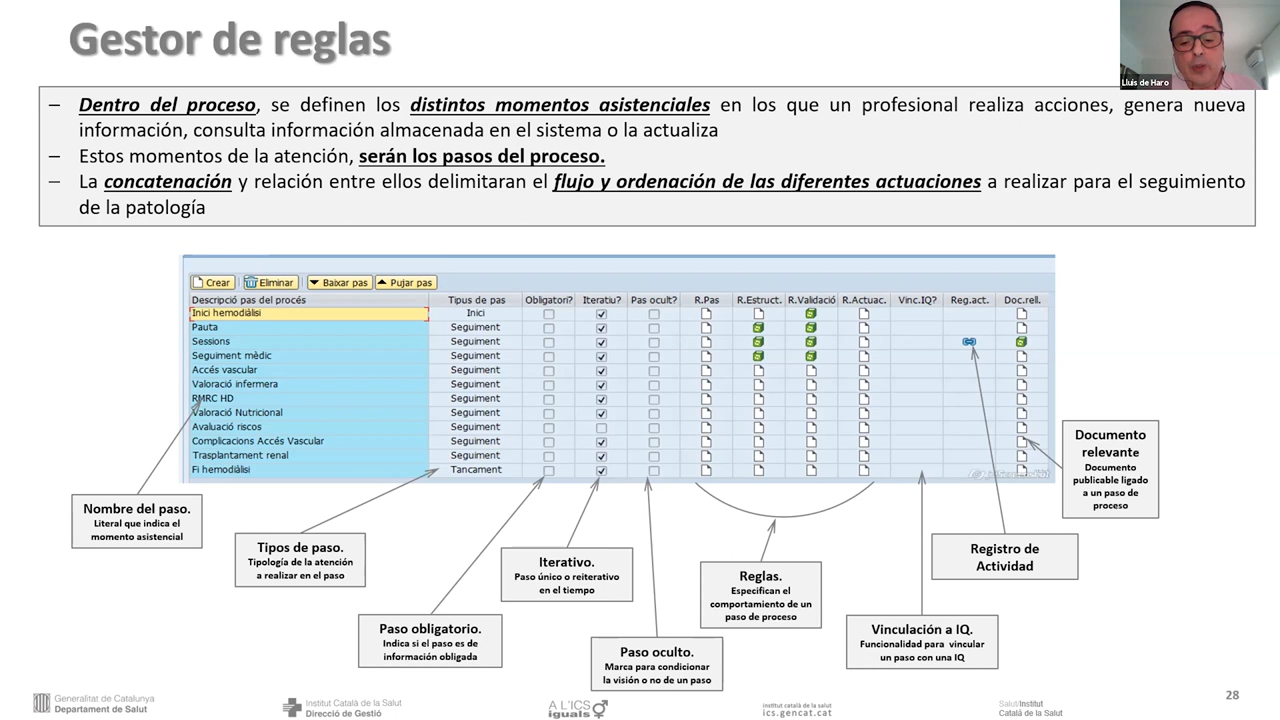 Gestor de reglas
Lluis de Haro
– Dentro del proceso, se definen los distintos momentos asistenciales en los que un profesional realiza acciones, genera nueva
información, consulta información almacenada en el sistema o la actualiza
– Estos momentos de la atención, serán los pasos del proceso.
– La concatenación y relación entre ellos delimitaran el flujo y ordenación de las diferentes actuaciones a realizar para el seguimiento
de la patología
Crear Eliminar Baixar pas Pujar pas
Descripció pas del procés Tipus de pas Obligatori? Iteratiu? Pas ocult? R.Pas R.Estruct. R.Validació R.Actuac. Vinc.IQ? Reg.act. Doc.rell.
Inici hemodiàlisi Inici
Pauta Seguiment
Sessions Seguiment
Seguiment mèdic Seguiment
Accés vascular Seguiment
Valoració infermera Seguiment
RMRC HD Seguiment
Valoració Nutricional Seguiment
Avaluació riscos Seguiment
Complicacions Accés Vascular Seguiment
Trasplantament renal Seguiment
Fi hemodiàlisi Tancament
Documento
relevante
Documento
publicable ligado
a un paso de
proceso
Nombre del paso.
Literal que indica el
momento asistencial
Tipos de paso.
Tipología de la atención
a realizar en el paso
Iterativo.
Paso único o reiterativo
en el tiempo
Reglas.
Especifican el
comportamiento de un
paso de proceso
Registro de
Actividad
Paso obligatorio.
Indica si el paso es de
información obligada
Paso oculto.
Marca para condicionar
la visión o no de un paso
Vinculación a IQ.
Funcionalidad para vincular
un paso con una IQ
Generalitat de Catalunya
Departament de Salut
Institut Català de la Salut
Direcció de Gestió
A L'ICS
iguals
institut català de la salut
ics.gencat.cat
Salut/Institut
Català de la Salut
28